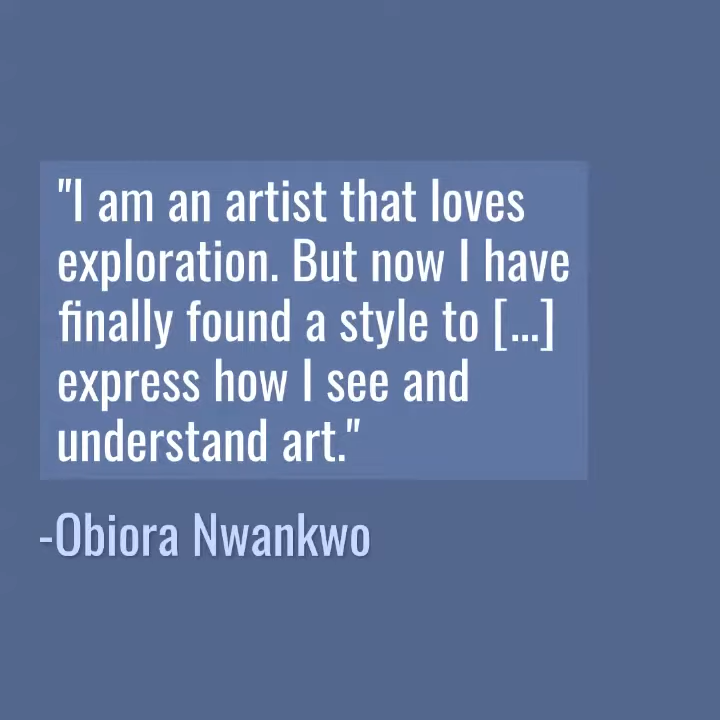 "I am an artist that loves
exploration. But now I have
finally found a style to [...]
express how I see and
understand art."
-Obiora Nwankwo